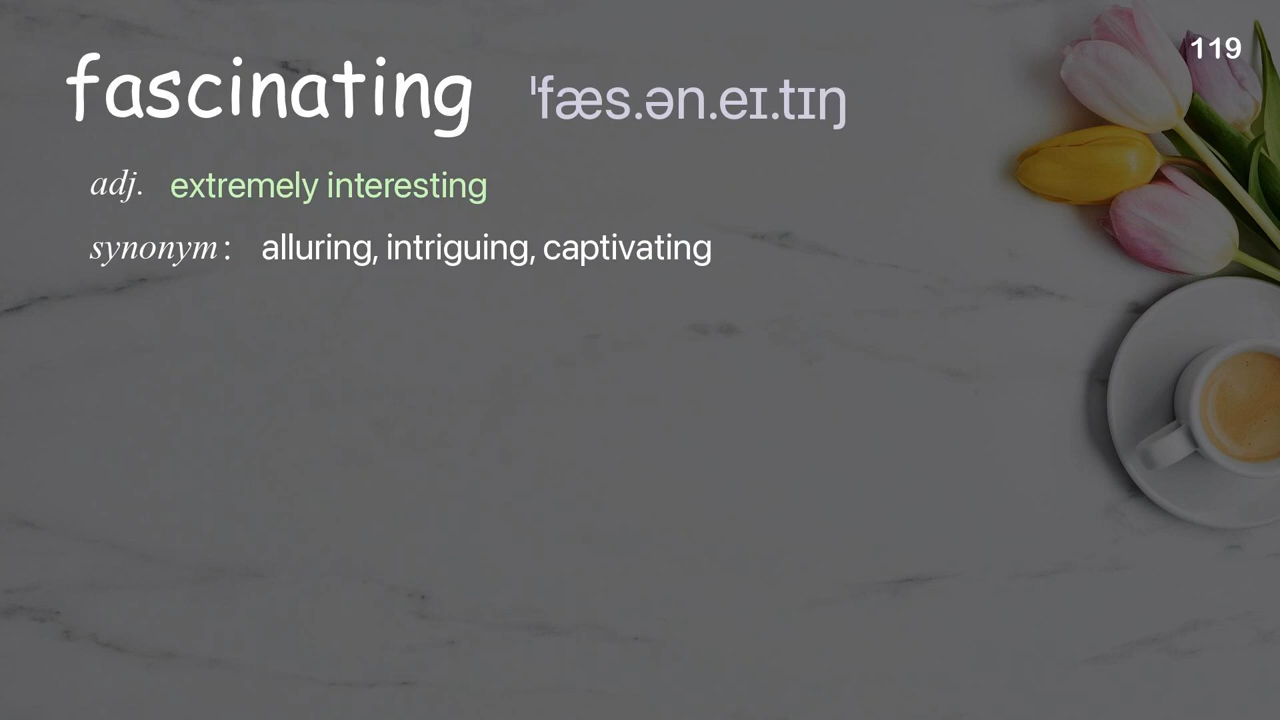 119
fascinating ˈfæs.ən.eɪ.tɪŋ
adj. extremely interesting
synonym : alluring, intriguing, captivating